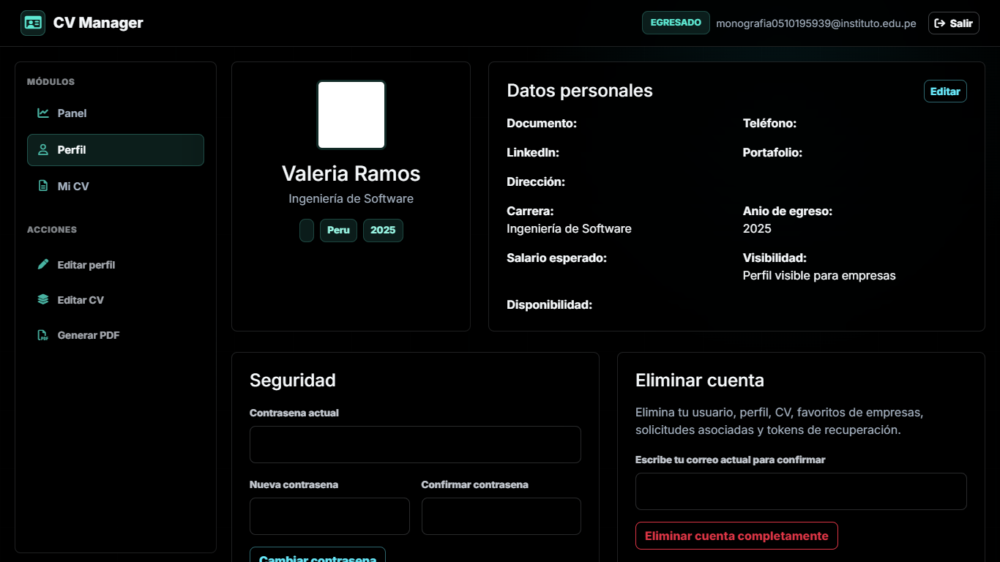 CV Manager
EGRESADO
monografia0510195939@instituto.edu.pe
Salir
MÓDULOS
Panel
Perfil
Mi CV
ACCIONES
Editar perfil
Editar CV
Generar PDF
Valeria Ramos
Ingeniería de Software
Peru
2025
Datos personales
Editar
Documento:
Teléfono:
LinkedIn:
Portafolio:
Dirección:
Carrera:
Ingeniería de Software
Anio de egreso:
2025
Salario esperado:
Visibilidad:
Perfil visible para empresas
Disponibilidad:
Seguridad
Contrasena actual
Nueva contrasena
Confirmar contrasena
Cambiar contrasena
Eliminar cuenta
Elimina tu usuario, perfil, CV, favoritos de empresas,
solicitudes asociadas y tokens de recuperación.
Escribe tu correo actual para confirmar
Eliminar cuenta completamente